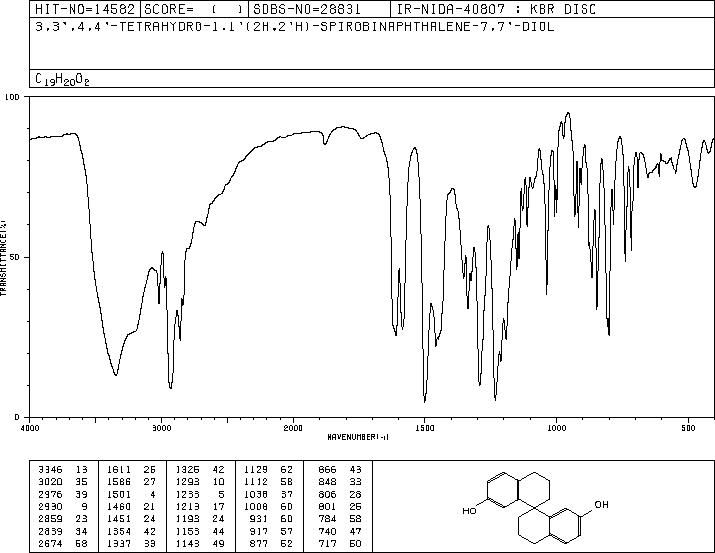 HIT-NO=14582 SCORE= ( ) SDBS-NO=28831 IR-NIDA-40807 : KBR DISC
3,3',4,4'-TETRAHYDRO-1,1'(2H,2'H)-SPIROBINAPHTHALENE-7,7'-DIOL
C19H20O2
100
50
0
TRANSMITTANCE(%)
4000 3000 2000 1500 1000 500
WAVENUMBER(-1)
3346 13 1611 26 1326 42 1129 62 866 43
3020 35 1586 27 1293 10 1112 58 848 33
2976 39 1501 4 1233 5 1038 37 806 28
2930 9 1460 21 1213 17 1008 60 801 25
2859 23 1451 24 1193 24 931 60 784 58
2839 34 1354 42 1155 44 917 57 740 47
2674 58 1337 33 1143 49 877 52 717 50
HO
OH